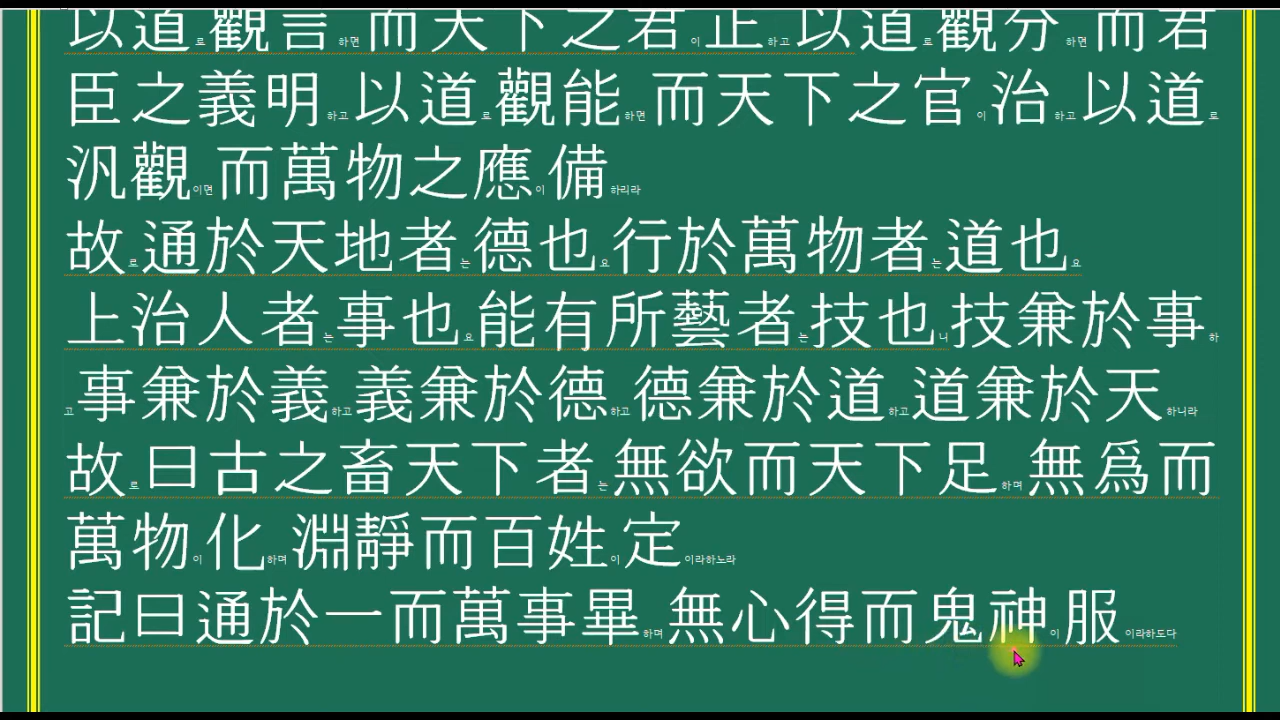 以道로觀言하면而天下之君이正하고以道로觀分하면而君
臣之義明하고以道로觀能하면而天下之官이治하고以道로
汎觀이면而萬物之應이備하리라
故로通於天地者는德也요行於萬物者는道也요
上治人者는事也요能有所藝者는技也니技兼於事하
고事兼於義하고義兼於德하고德兼於道하고道兼於天하니라
故로曰古之畜天下者는無欲而天下足하며無爲而
萬物이化하며淵靜而百姓이定이라하노라
記曰通於一而萬事畢하며無心得而鬼神이服이라하도다